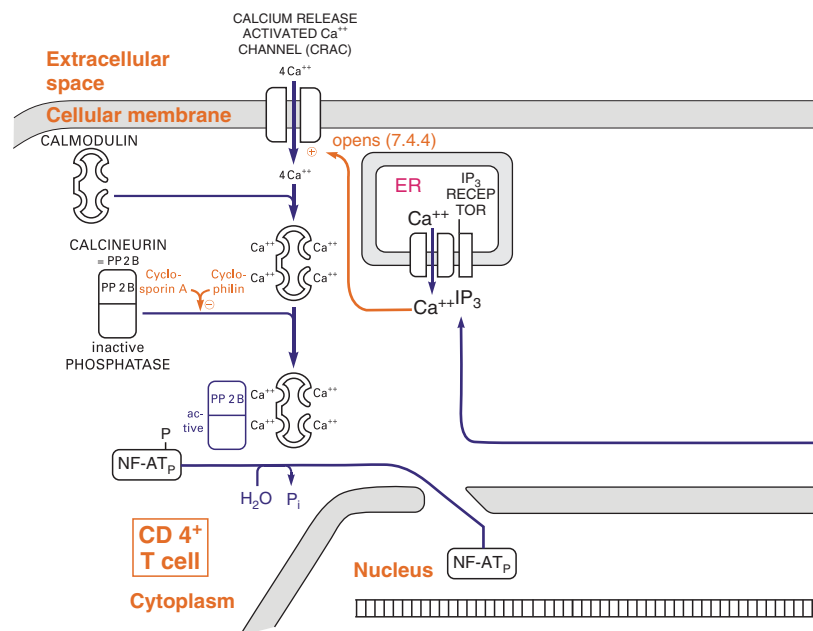 CALCIUM RELEASE
ACTIVATED Ca⁺⁺
CHANNEL (CRAC)
4 Ca⁺⁺
Extracellular
space
Cellular membrane
CALMODULIN
⊕
opens (7.4.4)
4 Ca⁺⁺
ER
IP₃
RECEP
TOR
Ca⁺⁺
CALCINEURIN
= PP 2 B
PP 2 B
Cyclo-
sporin A
Cyclo-
philin
⊖
Ca⁺⁺ Ca⁺⁺
Ca⁺⁺ Ca⁺⁺
Ca⁺⁺ IP₃
inactive
PHOSPHATASE
PP 2 B
ac-
tive
Ca⁺⁺ Ca⁺⁺
Ca⁺⁺ Ca⁺⁺
P
NF-ATP
H₂O
Pᵢ
CD 4⁺
T cell
Cytoplasm
Nucleus
NF-ATP